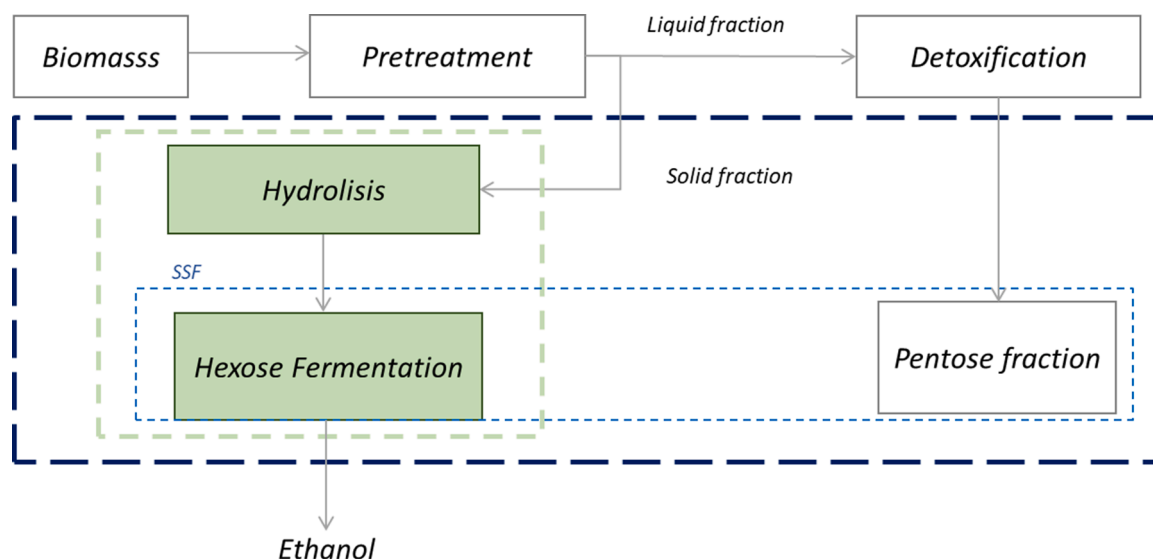 Liquid fraction
Biomasss
Pretreatment
Detoxification
Hydrolisis
Solid fraction
SSF
Hexose Fermentation
Pentose fraction
Ethanol